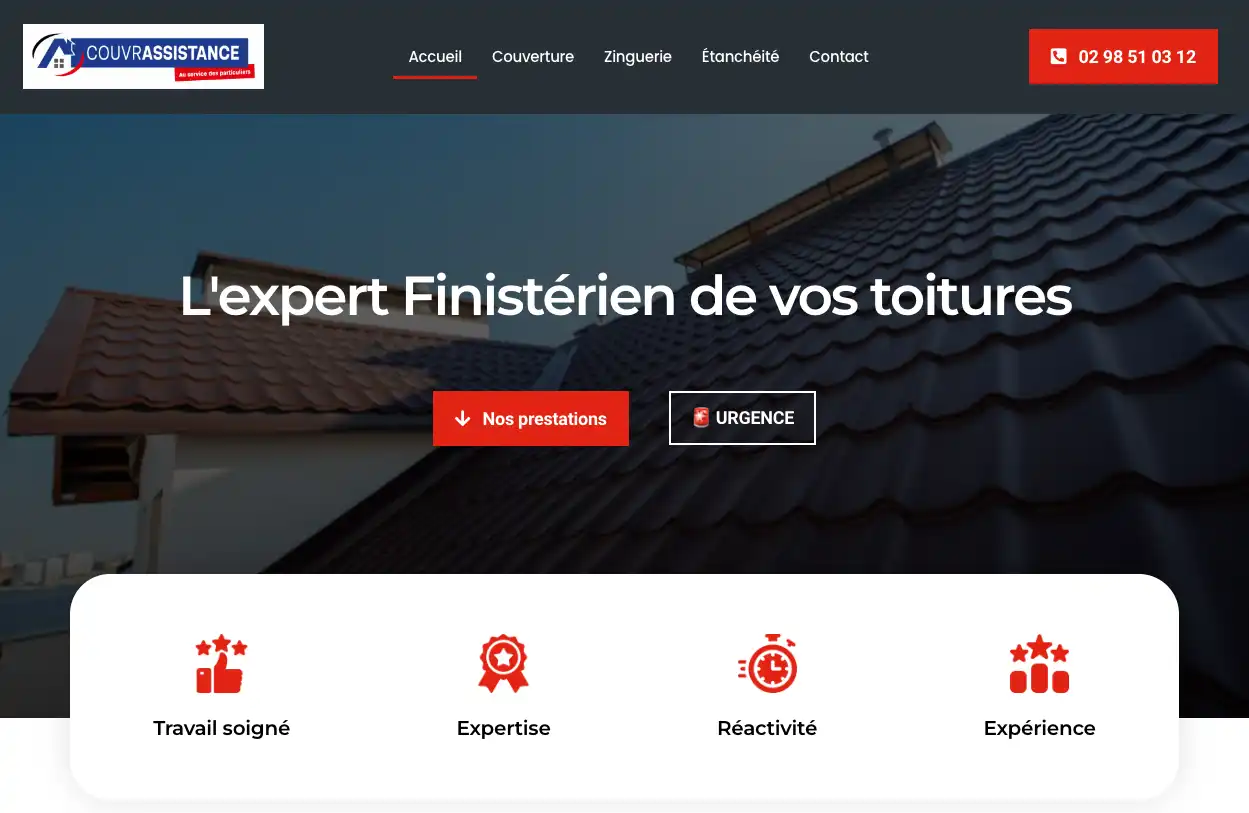 COUVRASSISTANCE
Au service des particuliers
Accueil
Couverture
Zinguerie
Étanchéité
Contact
02 98 51 03 12
L'expert Finistérien de vos toitures
Nos prestations
🚨 URGENCE
Travail soigné
Expertise
Réactivité
Expérience